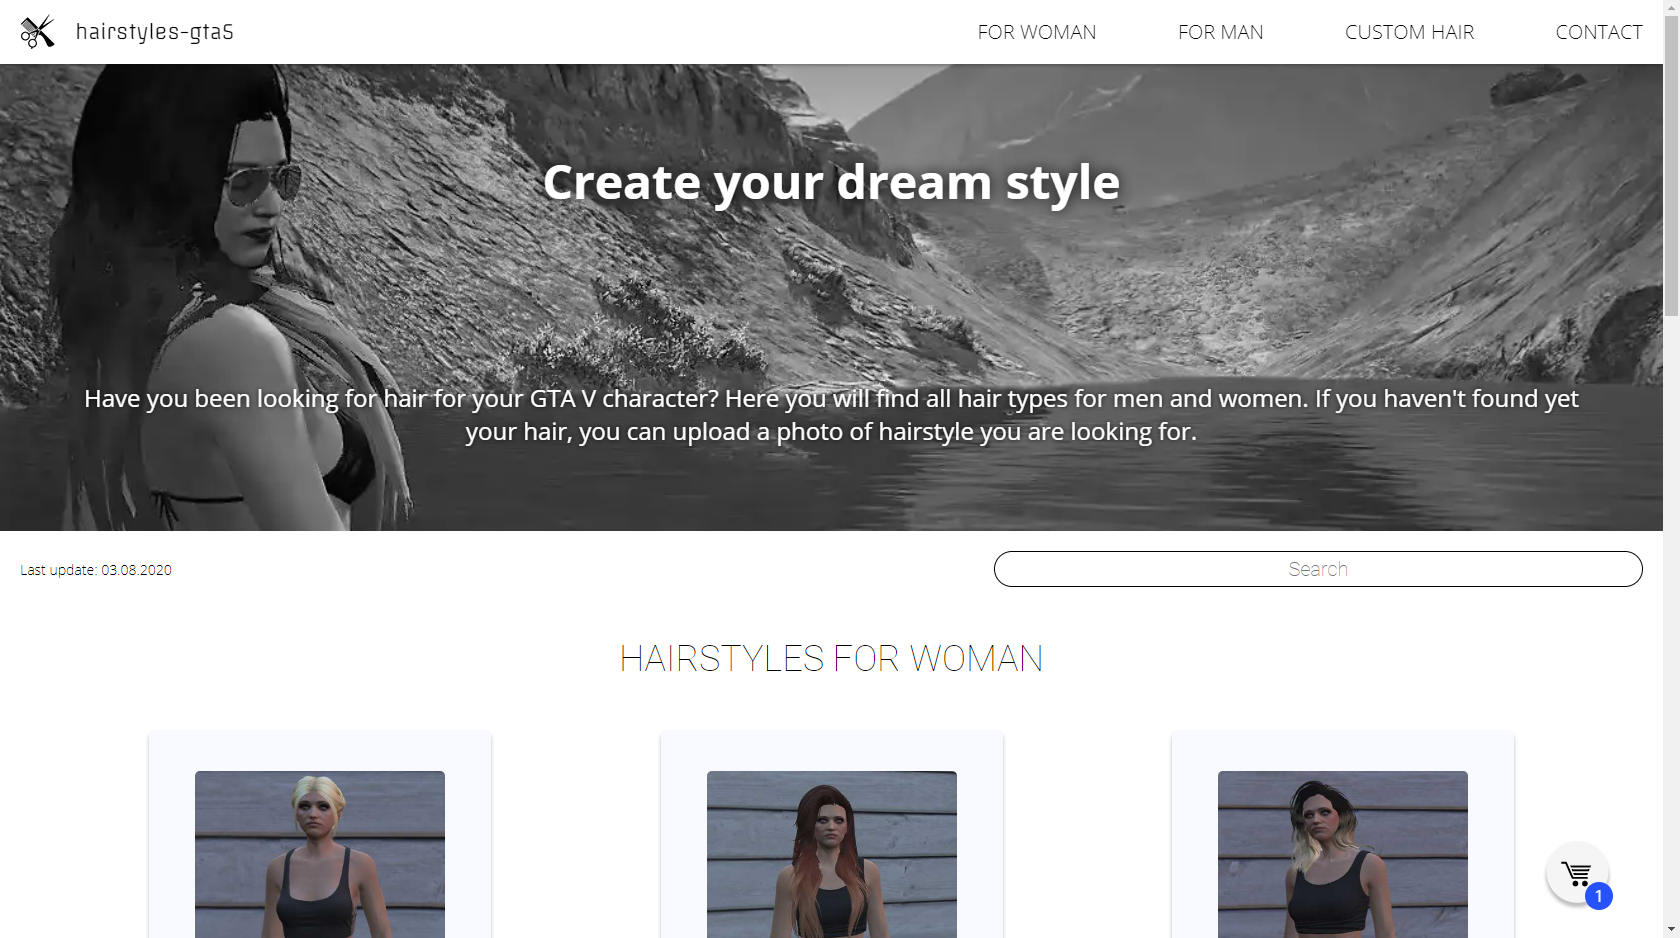 hairstyles-gta5
FOR WOMAN
FOR MAN
CUSTOM HAIR
CONTACT
Create your dream style
Have you been looking for hair for your GTA V character? Here you will find all hair types for men and women. If you haven't found yet
your hair, you can upload a photo of hairstyle you are looking for.
Last update: 03.08.2020
Search
HAIRSTYLES FOR WOMAN
1